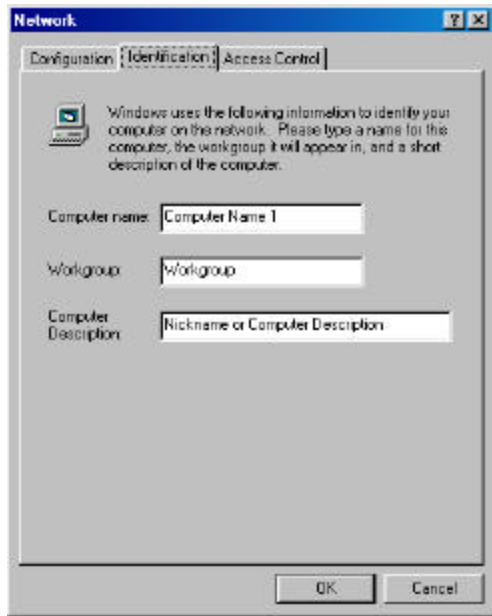 Network
Configuration Identification Access Control
Windows uses the following information to identify your
computer on the network. Please type a name for this
computer, the workgroup it will appear in, and a short
description of the computer.
Computer name: Computer Name 1
Workgroup: Workgroup
Computer
Description: Nickname or Computer Description
OK Cancel